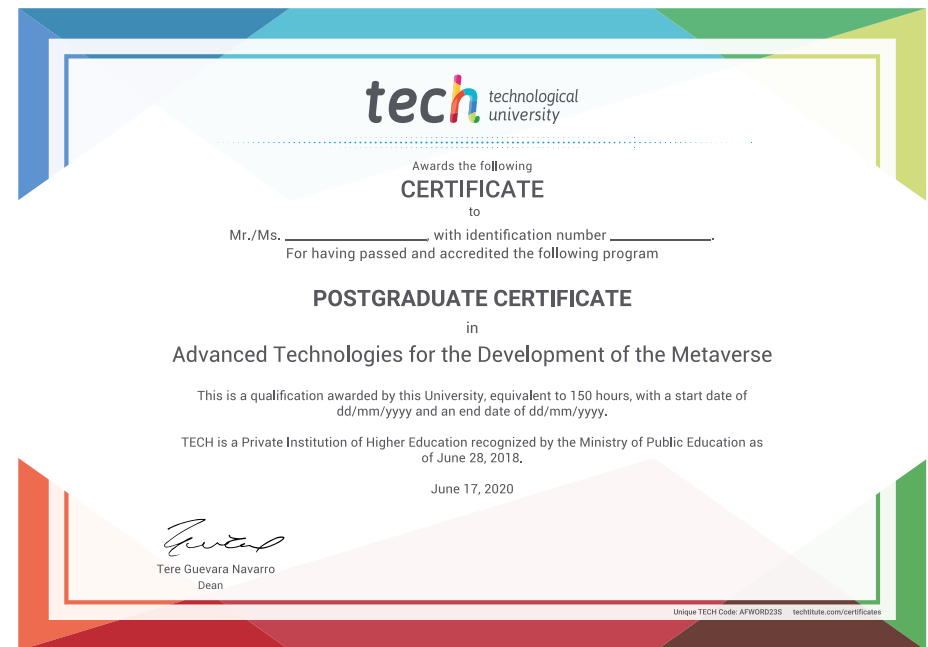 tech technological
university
Awards the following
CERTIFICATE
to
Mr./Ms. ____________________, with identification number ______________.
For having passed and accredited the following program
POSTGRADUATE CERTIFICATE
in
Advanced Technologies for the Development of the Metaverse
This is a qualification awarded by this University, equivalent to 150 hours, with a start date of
dd/mm/yyyy and an end date of dd/mm/yyyy.
TECH is a Private Institution of Higher Education recognized by the Ministry of Public Education as
of June 28, 2018.
June 17, 2020
Tere Guevara Navarro
Dean
Unique TECH Code: AFWORD23S techtitute.com/certificates